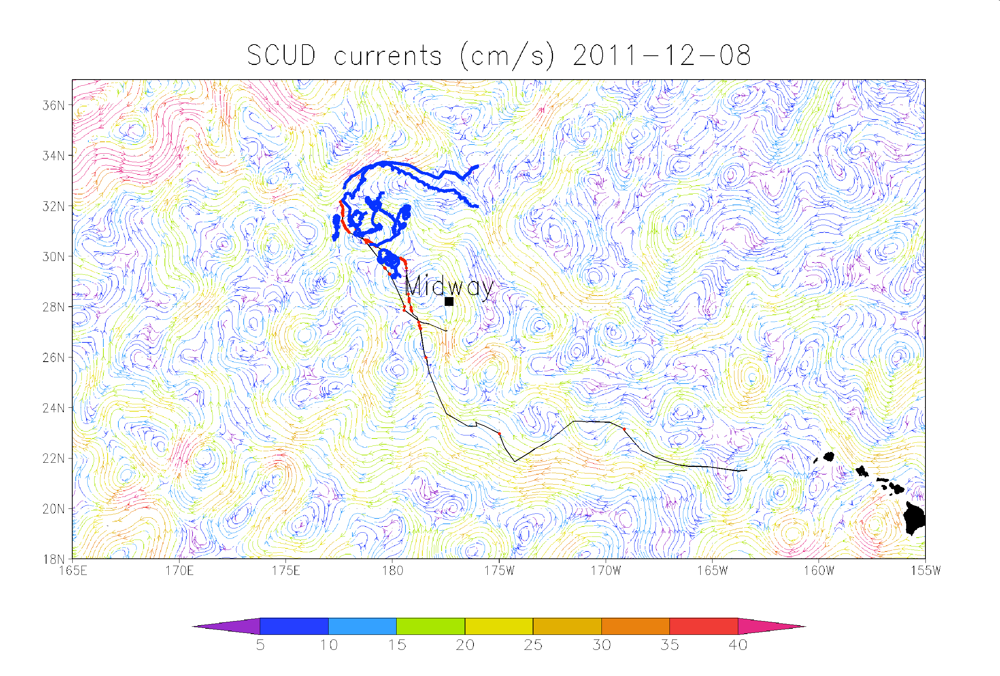 SCUD currents (cm/s) 2011-12-08
36N
34N
32N
30N
Midway
28N
26N
24N
22N
20N
18N
165E 170E 175E 180 175W 170W 165W 160W 155W
5 10 15 20 25 30 35 40